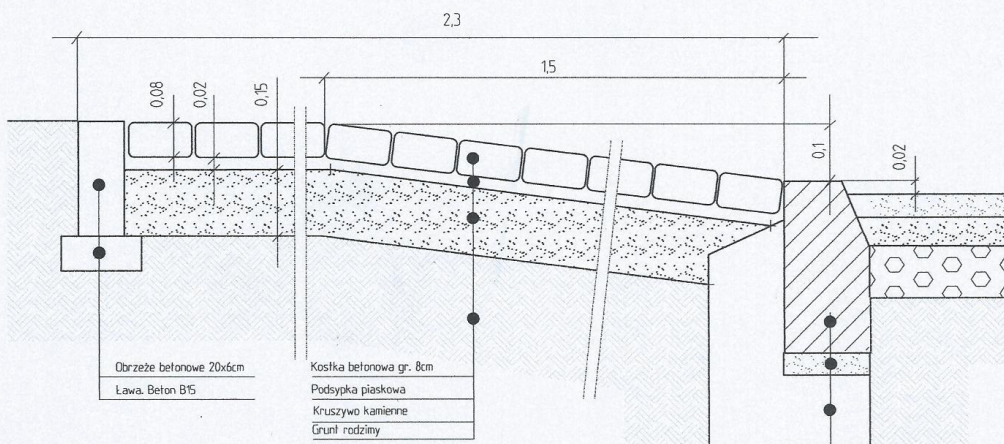 2,3
1,5
0,08
0,02
0,15
0,1
0,02
Obrzeże betonowe 20x6cm
Ława. Beton B15
Kostka betonowa gr. 8cm
Podsypka piaskowa
Kruszywo kamienne
Grunt rodzimy